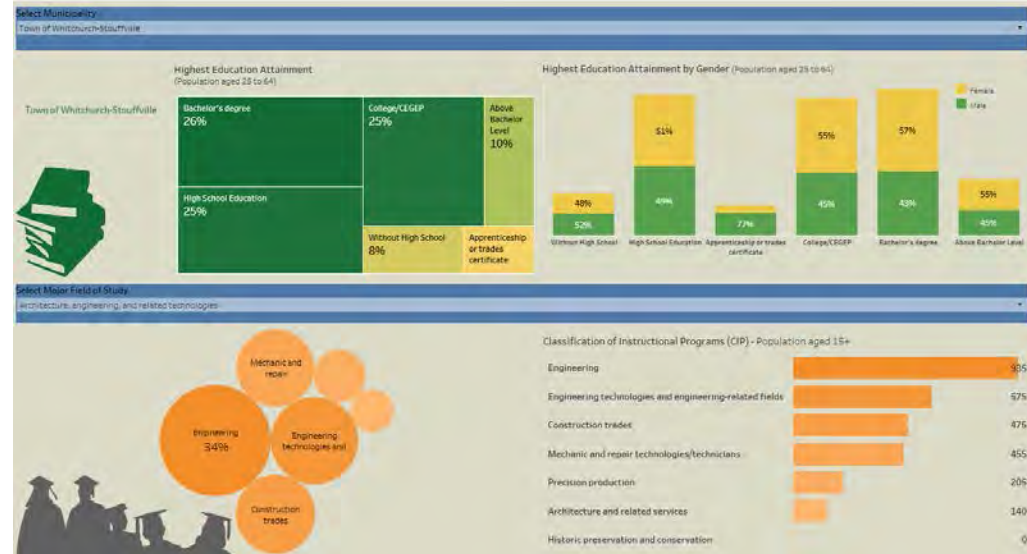 Select Municipality
Town of Whitchurch-Stouffville
Highest Education Attainment
(Population aged 25 to 64)
Town of Whitchurch-Stouffville
Bachelor's degree
26%
High School Education
25%
College/CEGEP
25%
Above
Bachelor
Level
10%
Without High School
8%
Apprenticeship
or trades
certificate
Highest Education Attainment by Gender (Population aged 25 to 64)
Female
Male
48%
52%
51%
49%
77%
55%
45%
57%
43%
55%
45%
Without High School
High School Education
Apprenticeship or trades
certificate
College/CEGEP
Bachelor's degree
Above Bachelor Level
Select Major Field of Study
Architecture, engineering, and related technologies
Mechanic and
repair
Engineering
34%
Engineering
technologies and
Construction
trades
Classification of Instructional Programs (CIP) - Population aged 15+
Engineering
935
Engineering technologies and engineering-related fields
575
Construction trades
475
Mechanic and repair technologies/technicians
455
Precision production
205
Architecture and related services
140
Historic preservation and conservation
0